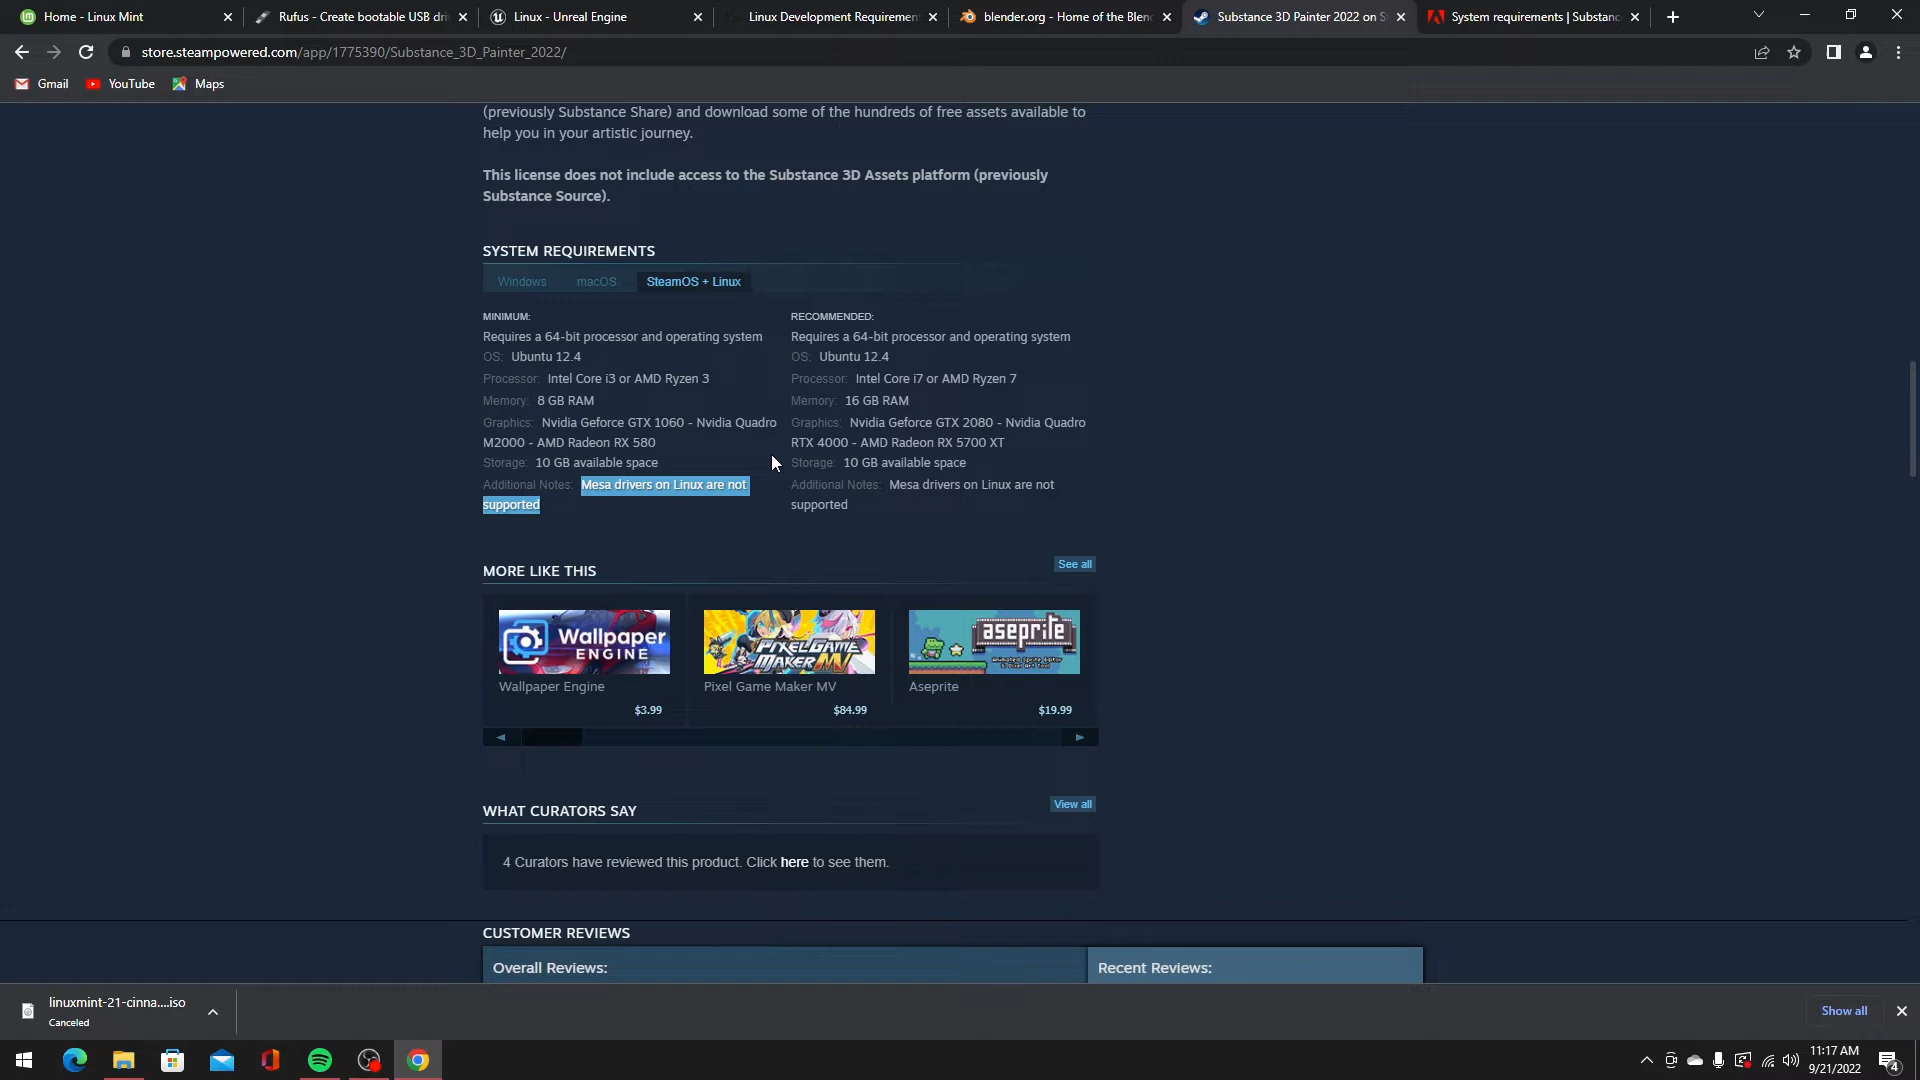 Home - Linux Mint
Rufus - Create bootable USB dri
Linux - Unreal Engine
Linux Development Requiremen
blender.org - Home of the Blen
Substance 3D Painter 2022 on S
System requirements | Substanc
store.steampowered.com/app/1775390/Substance_3D_Painter_2022/
Gmail
YouTube
Maps
(previously Substance Share) and download some of the hundreds of free assets available to
help you in your artistic journey.
This license does not include access to the Substance 3D Assets platform (previously
Substance Source).
SYSTEM REQUIREMENTS
Windows
macOS
SteamOS + Linux
MINIMUM:
Requires a 64-bit processor and operating system
OS: Ubuntu 12.4
Processor: Intel Core i3 or AMD Ryzen 3
Memory: 8 GB RAM
Graphics: Nvidia Geforce GTX 1060 - Nvidia Quadro
M2000 - AMD Radeon RX 580
Storage: 10 GB available space
Additional Notes: Mesa drivers on Linux are not
supported
RECOMMENDED:
Requires a 64-bit processor and operating system
OS: Ubuntu 12.4
Processor: Intel Core i7 or AMD Ryzen 7
Memory: 16 GB RAM
Graphics: Nvidia Geforce GTX 2080 - Nvidia Quadro
RTX 4000 - AMD Radeon RX 5700 XT
Storage: 10 GB available space
Additional Notes: Mesa drivers on Linux are not
supported
MORE LIKE THIS
See all
Wallpaper
ENGINE
Wallpaper Engine
$3.99
PIXEL GAME
MAKER MV
Pixel Game Maker MV
$84.99
aseprite
Animated Sprite Editor
& Pixel Art Tool
Aseprite
$19.99
WHAT CURATORS SAY
View all
4 Curators have reviewed this product. Click here to see them.
CUSTOMER REVIEWS
Overall Reviews:
Recent Reviews:
linuxmint-21-cinna....iso
Canceled
Show all
11:17 AM
9/21/2022
4